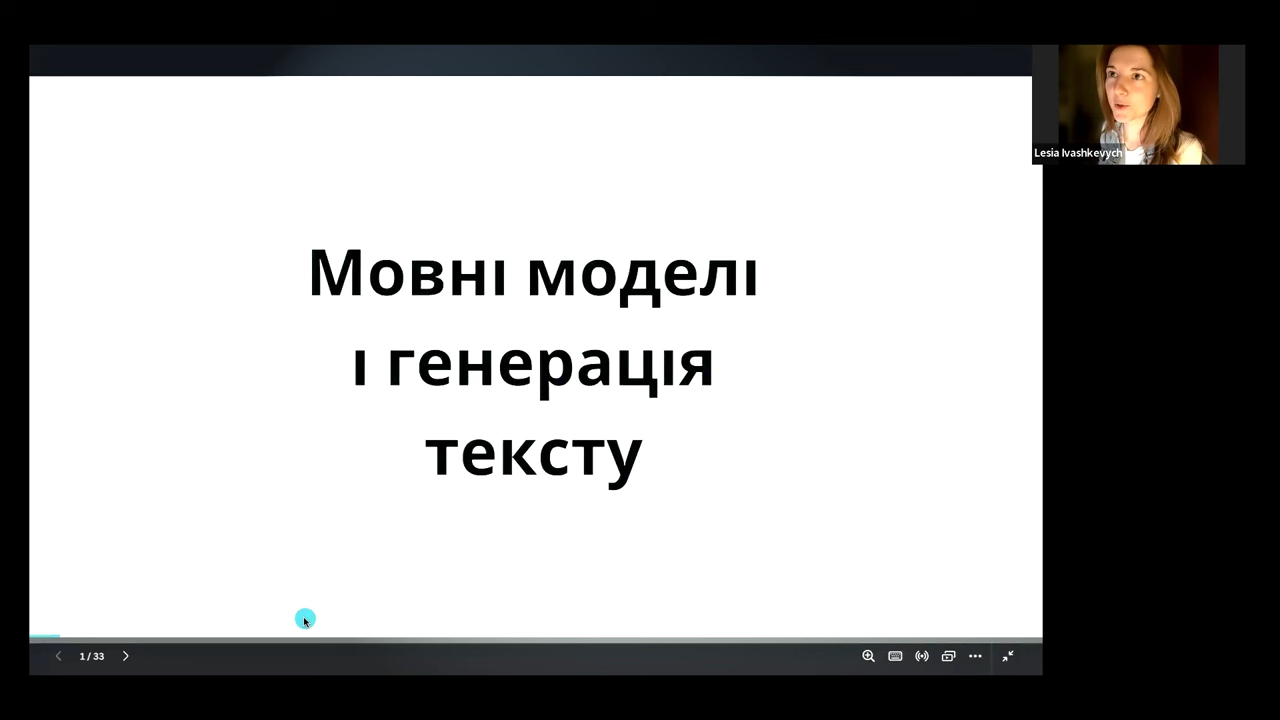 Lesia Ivashkevych
Мовні моделі
і генерація
тексту
1 / 33